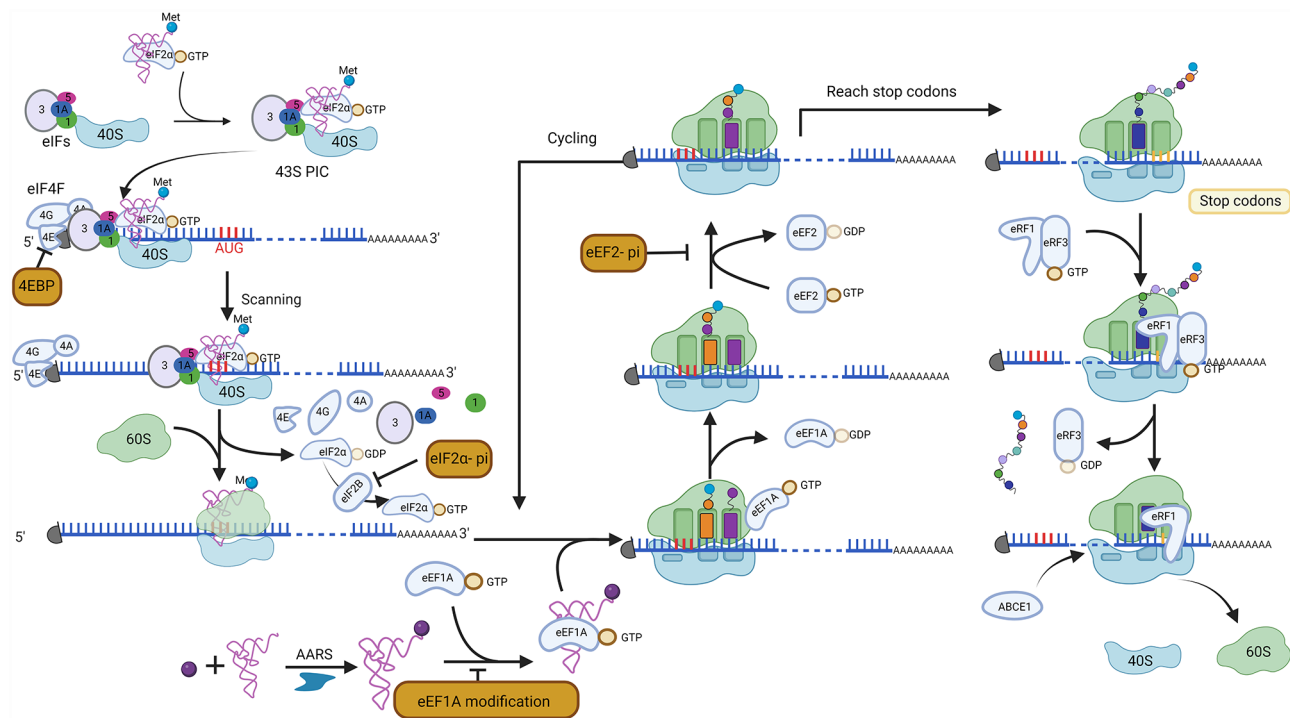 Met
eIF2α
GTP
3
5
1A
1
eIFs
40S
Met
3
5
1A
1
eIF2α
GTP
40S
43S PIC
eIF4F
4G
4A
4E
5'
3
5
1A
1
Met
eIF2α
GTP
40S
AUG
AAAAAAAAA 3'
4EBP
Scanning
4G
4A
4E
5'
3
5
1A
1
Met
eIF2α
GTP
40S
AAAAAAAAA 3'
60S
4E
4G
4A
3
1A
5
1
eIF2α
GDP
eIF2B
eIF2α- pi
eIF2α
GTP
Met
5'
AAAAAAAAA 3'
eEF1A
GTP
AARS
eEF1A modification
eEF1A
GTP
Cycling
AAAAAAAAA
eEF2- pi
eEF2
GDP
eEF2
GTP
AAAAAAAAA
eEF1A
GDP
eEF1A
GTP
AAAAAAAAA
Reach stop codons
AAAAAAAAA
Stop codons
eRF1
eRF3
GTP
eRF1
eRF3
GTP
AAAAAAAAA
eRF3
GDP
eRF1
AAAAAAAAA
ABCE1
40S
60S